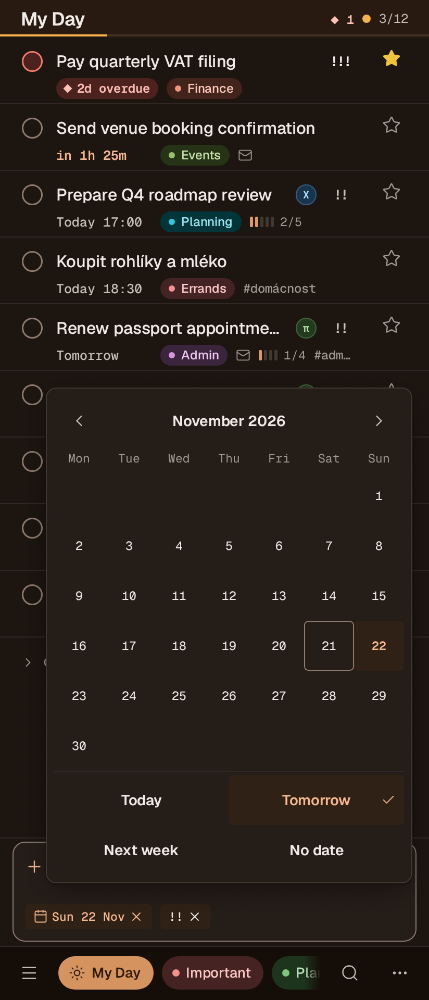 My Day 1 3/12
Pay quarterly VAT filing !!!
2d overdue Finance
Send venue booking confirmation
in 1h 25m Events
Prepare Q4 roadmap review X !!
Today 17:00 Planning 2/5
Koupit rohlíky a mléko
Today 18:30 Errands #domácnost
Renew passport appointme… π !!
Tomorrow Admin 1/4 #adm…
November 2026
Mon Tue Wed Thu Fri Sat Sun
1
2 3 4 5 6 7 8
9 10 11 12 13 14 15
16 17 18 19 20 21 22
23 24 25 26 27 28 29
30
Today Tomorrow
Next week No date
Sun 22 Nov !!
My Day Important Pla